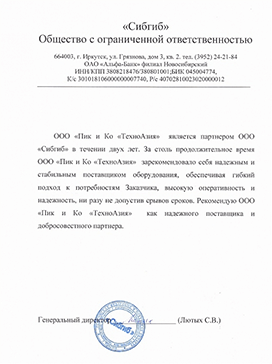 «Сибгиб»
Общество с ограниченной ответственностью
664003, г. Иркутск, ул. Грязнова, дом 3, кв. 2. тел. (3952) 24-21-84
ОАО «Альфа-Банк» филиал Новосибирский
ИНН/КПП 3808218476/380801001;БИК 045004774,
К/с 30101810600000007740, Р/с 40702810023020000012
ООО «Пик и Ко «ТехноАзия» является партнером ООО
«Сибгиб» в течении двух лет. За столь продолжительное время
ООО «Пик и Ко «ТехноАзия» зарекомендовало себя надежным и
стабильным поставщиком оборудования, обеспечивая гибкий
подход к потребностям Заказчика, высокую оперативность и
надежность, ни разу не допустив срывов сроков. Рекомендую ООО
«Пик и Ко «ТехноАзия» как надежного поставщика и
добросовестного партнера.
Генеральный директор (Лютых С.В.)
«Сибгиб»